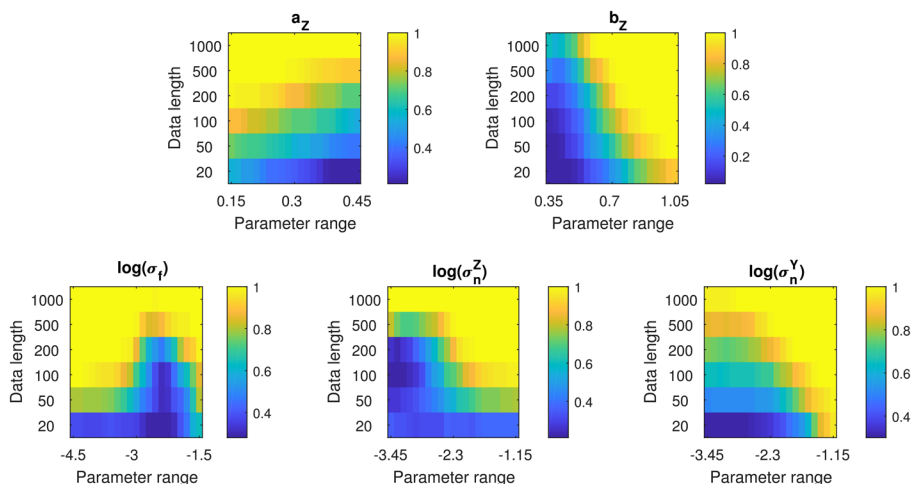 a_Z
1000
500
200
100
50
20
Data length
0.15 0.3 0.45
Parameter range
1
0.8
0.6
0.4
b_Z
1000
500
200
100
50
20
Data length
0.35 0.7 1.05
Parameter range
1
0.8
0.6
0.4
0.2
log(σ_f)
1000
500
200
100
50
20
Data length
-4.5 -3 -1.5
Parameter range
1
0.8
0.6
0.4
log(σ_n^Z)
1000
500
200
100
50
20
Data length
-3.45 -2.3 -1.15
Parameter range
1
0.8
0.6
0.4
log(σ_n^Y)
1000
500
200
100
50
20
Data length
-3.45 -2.3 -1.15
Parameter range
1
0.8
0.6
0.4